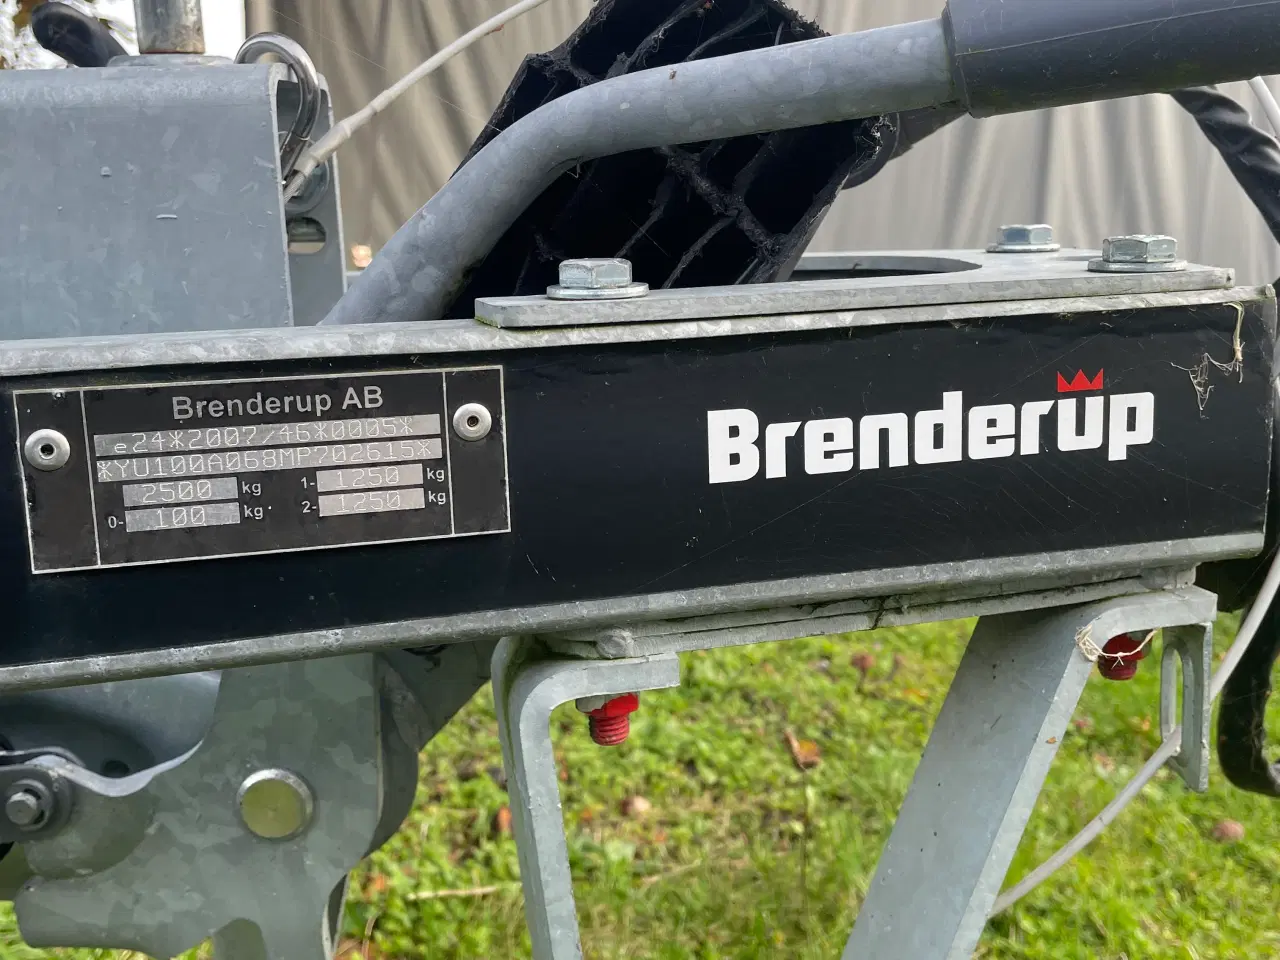 Brenderup AB
e24*2007/46*0005*
*YU100A068MP702615*
2500 kg 1- 1250 kg
0- 100 kg 2- 1250 kg
Brenderup